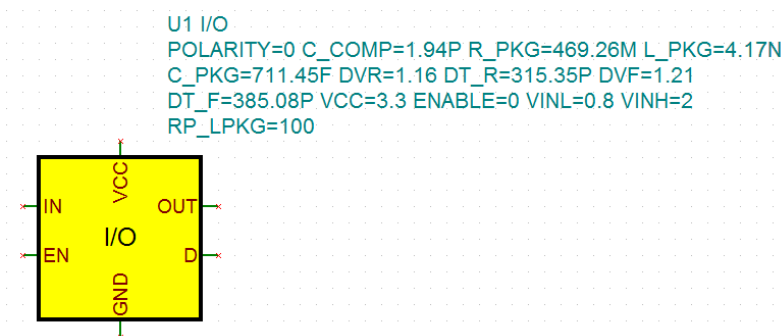 U1 I/O
POLARITY=0 C_COMP=1.94P R_PKG=469.26M L_PKG=4.17N
C_PKG=711.45F DVR=1.16 DT_R=315.35P DVF=1.21
DT_F=385.08P VCC=3.3 ENABLE=0 VINL=0.8 VINH=2
RP_LPKG=100
VCC
IN
OUT
I/O
EN
D
GND